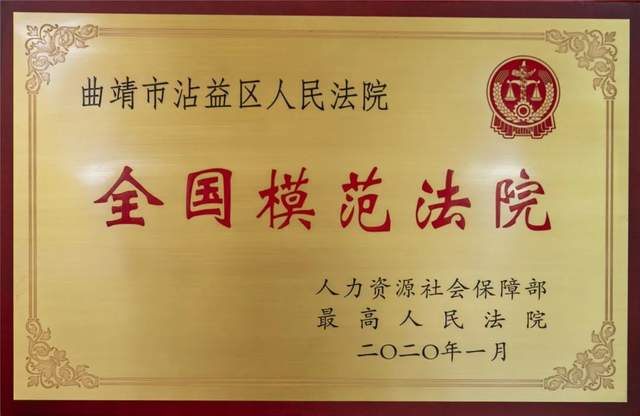 曲靖市沾益区人民法院
全国模范法院
人力资源社会保障部
最高人民法院
二〇二〇年一月